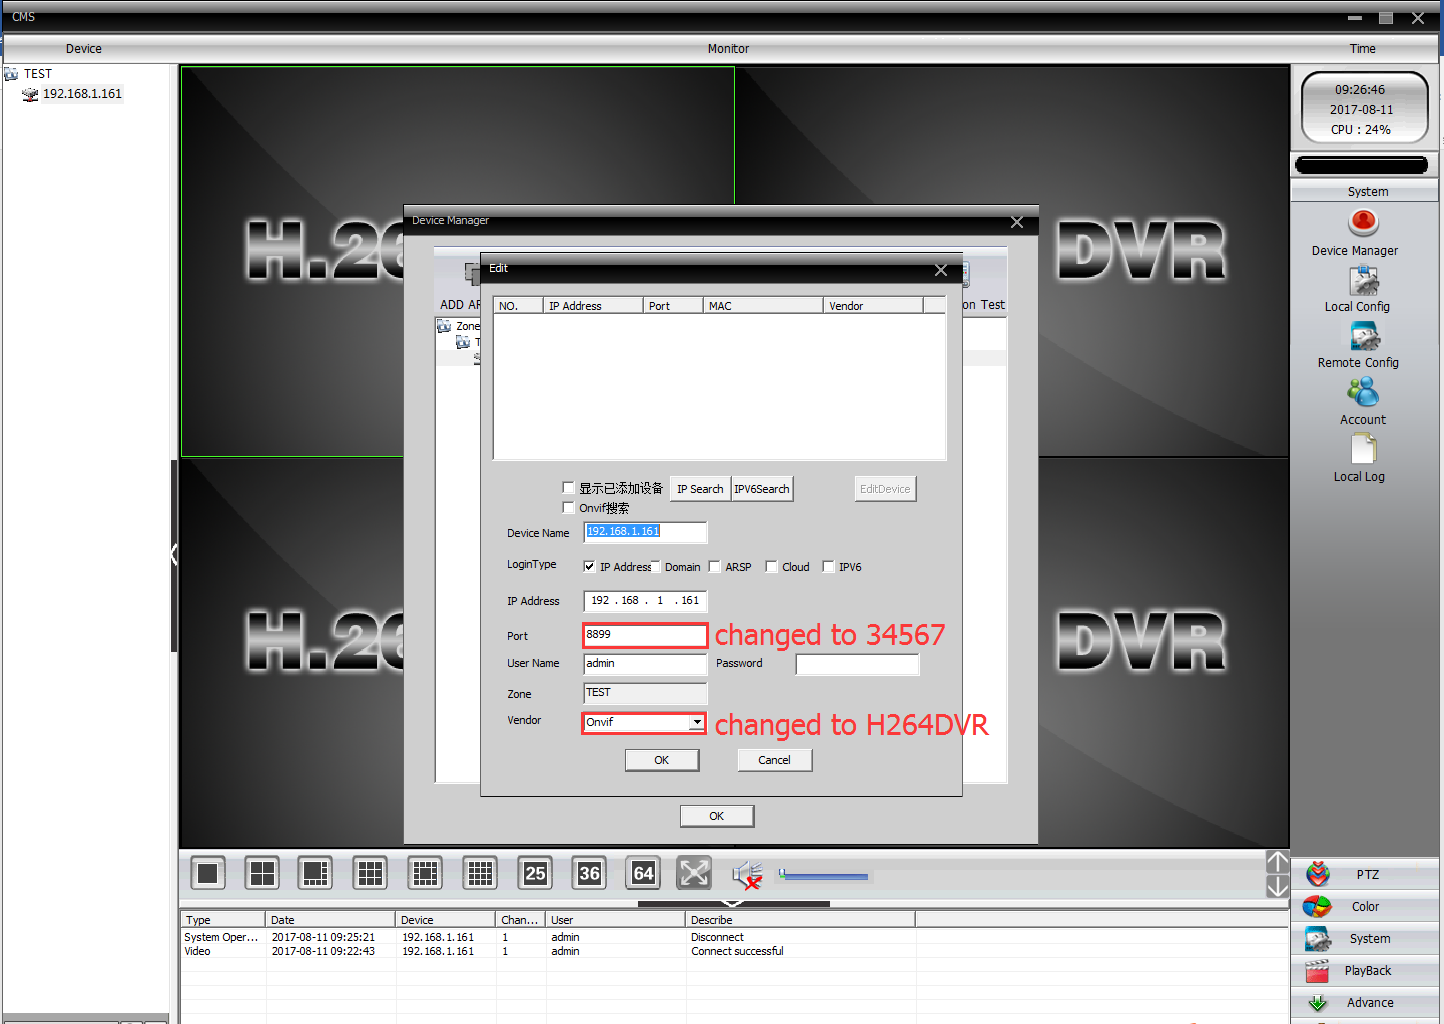 CMS
Device Monitor Time
TEST
192.168.1.161
09:26:46
2017-08-11
CPU : 24%
System
Device Manager
Local Config
Remote Config
Account
Local Log
H.26
DVR
H.26
DVR
Device Manager
ADD AR
on Test
Zone
T
Edit
NO. IP Address Port MAC Vendor
显示已添加设备 IP Search IPV6Search EditDevice
Onvif搜索
Device Name 192.168.1.161
LoginType IP Address Domain ARSP Cloud IPV6
IP Address 192 . 168 . 1 . 161
Port 8899 changed to 34567
User Name admin Password
Zone TEST
Vendor Onvif changed to H264DVR
OK Cancel
OK
25 36 64
PTZ
Color
System
PlayBack
Advance
Type Date Device Chan... User Describe
System Oper... 2017-08-11 09:25:21 192.168.1.161 1 admin Disconnect
Video 2017-08-11 09:22:43 192.168.1.161 1 admin Connect successful